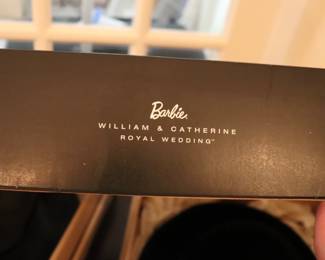 Barbie
WILLIAM & CATHERINE
ROYAL WEDDING™